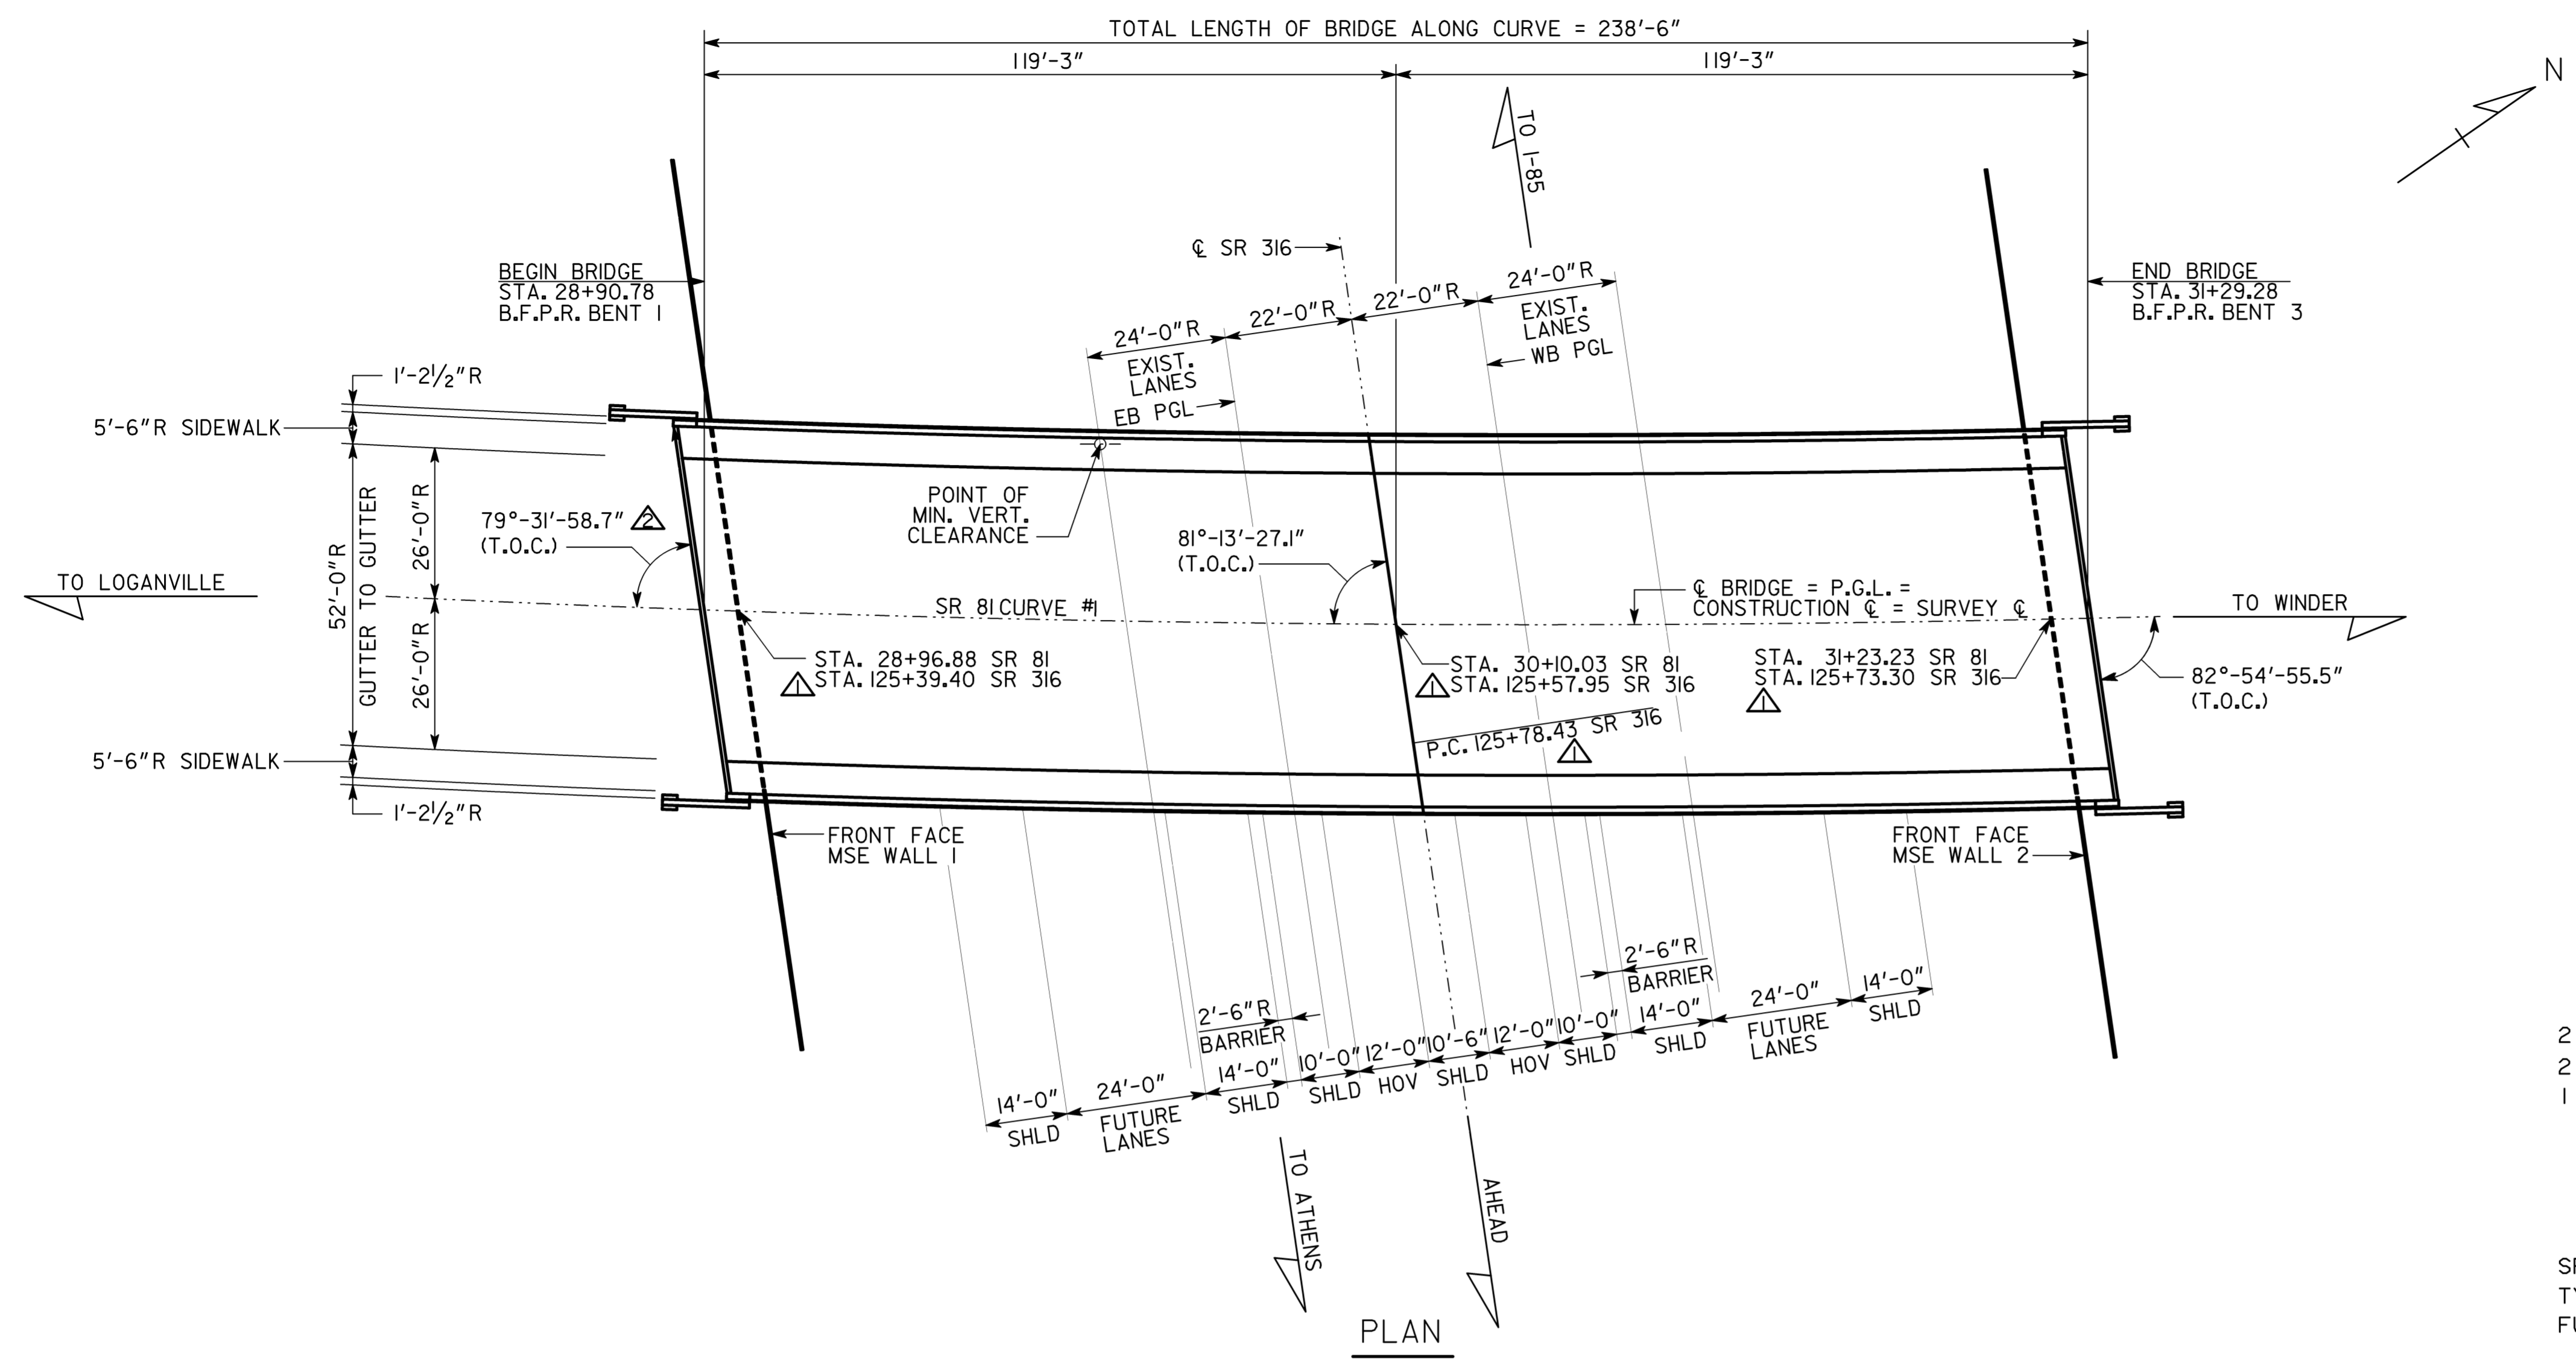 TOTAL LENGTH OF BRIDGE ALONG CURVE = 238'-6"
119'-3"
119'-3"
N
TO I-85
℄ SR 316
BEGIN BRIDGE
STA. 28+90.78
B.F.P.R. BENT 1
END BRIDGE
STA. 31+29.28
B.F.P.R. BENT 3
24'-0"R
22'-0"R
22'-0"R
24'-0"R
EXIST.
LANES
EB PGL
EXIST.
LANES
WB PGL
1'-2½"R
5'-6"R SIDEWALK
52'-0"R
GUTTER TO GUTTER
26'-0"R
26'-0"R
79°-31'-58.7"
2
(T.O.C.)
POINT OF
MIN. VERT.
CLEARANCE
81°-13'-27.1"
(T.O.C.)
TO LOGANVILLE
SR 81 CURVE #1
℄ BRIDGE = P.G.L. =
CONSTRUCTION ℄ = SURVEY ℄
TO WINDER
STA. 28+96.88 SR 81
1 STA. 125+39.40 SR 316
STA. 30+10.03 SR 81
1 STA. 125+57.95 SR 316
STA. 31+23.23 SR 81
STA. 125+73.30 SR 316
1
82°-54'-55.5"
(T.O.C.)
P.C. 125+78.43 SR 316
1
5'-6"R SIDEWALK
1'-2½"R
FRONT FACE
MSE WALL 1
FRONT FACE
MSE WALL 2
2'-6"R
BARRIER
2'-6"R
BARRIER
14'-0"
SHLD
24'-0"
FUTURE
LANES
14'-0"
SHLD
10'-0"
SHLD
12'-0"
HOV
10'-6"
SHLD
12'-0"
HOV
10'-0"
SHLD
14'-0"
SHLD
24'-0"
FUTURE
LANES
14'-0"
SHLD
TO ATHENS
AHEAD
PLAN
2
2
1